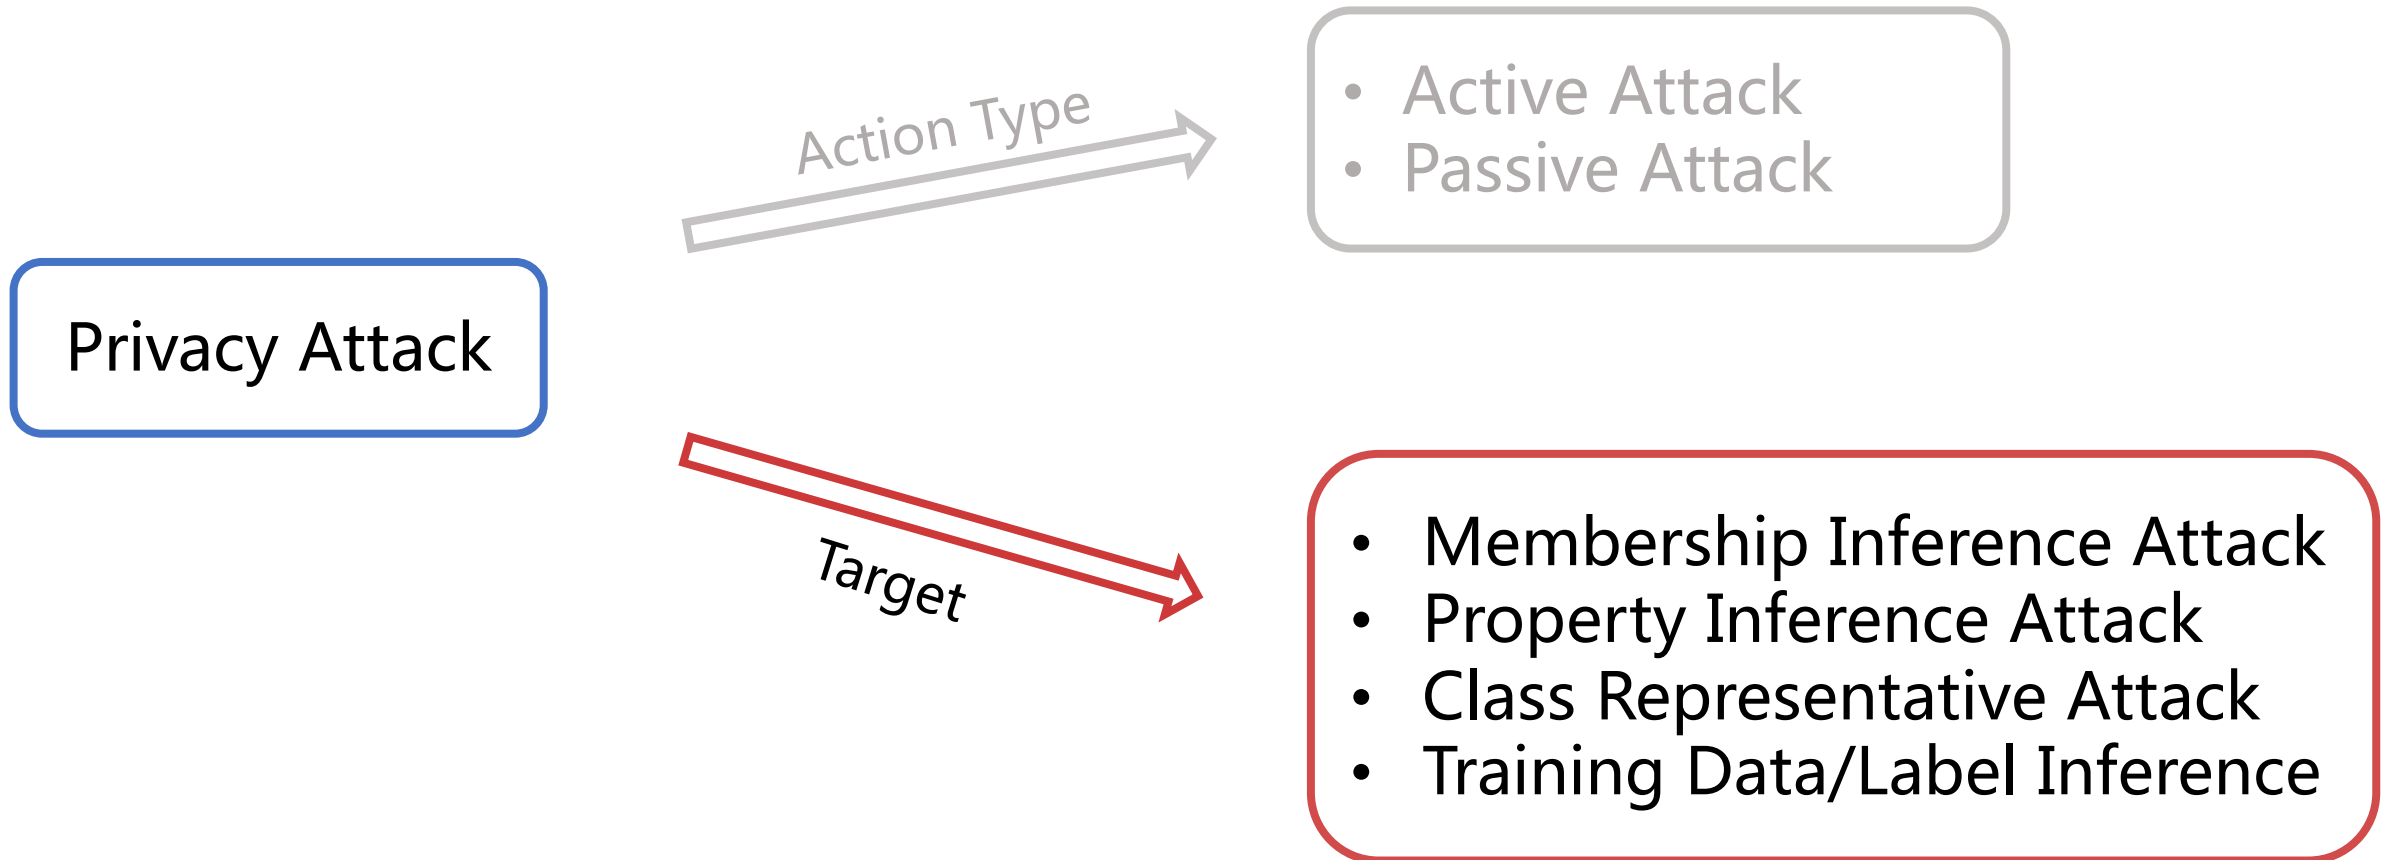 Action Type
• Active Attack
• Passive Attack
Privacy Attack
Target
• Membership Inference Attack
• Property Inference Attack
• Class Representative Attack
• Training Data/Label Inference